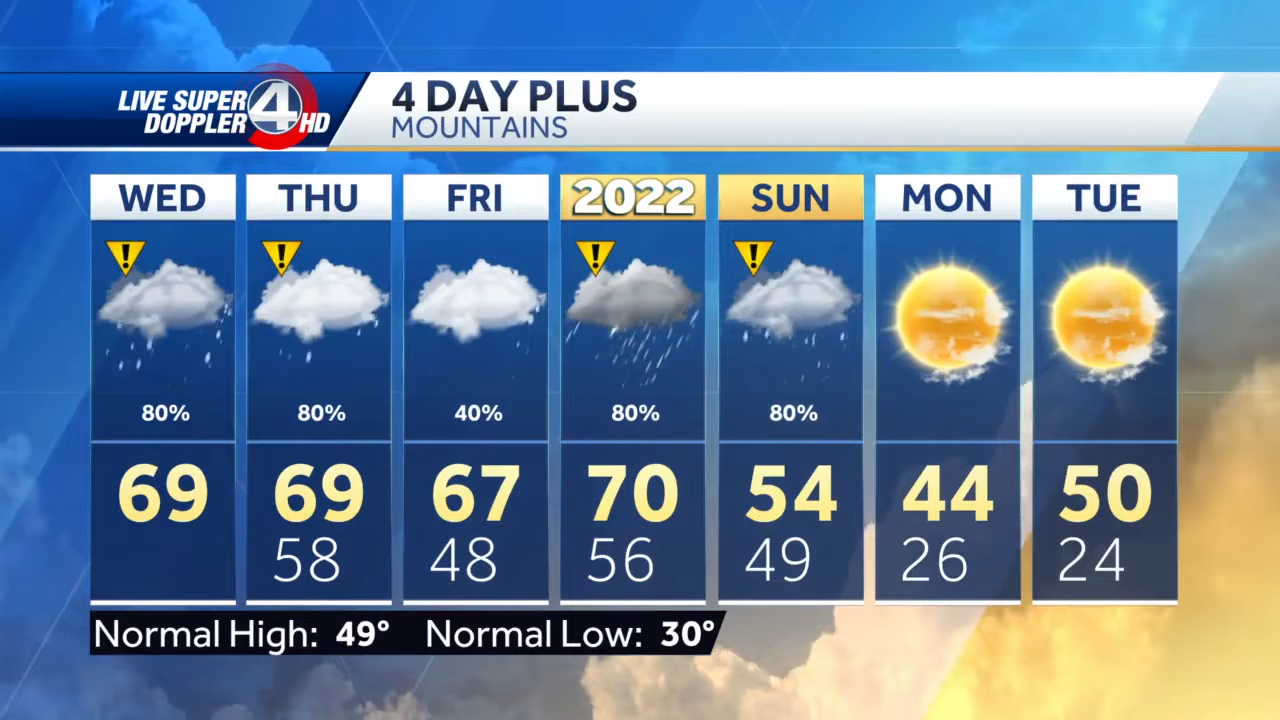 LIVE SUPER
DOPPLER 4 HD
4 DAY PLUS
MOUNTAINS
WED THU FRI 2022 SUN MON TUE
! ! ! !
80% 80% 40% 80% 80%
69 69 67 70 54 44 50
58 48 56 49 26 24
Normal High: 49° Normal Low: 30°